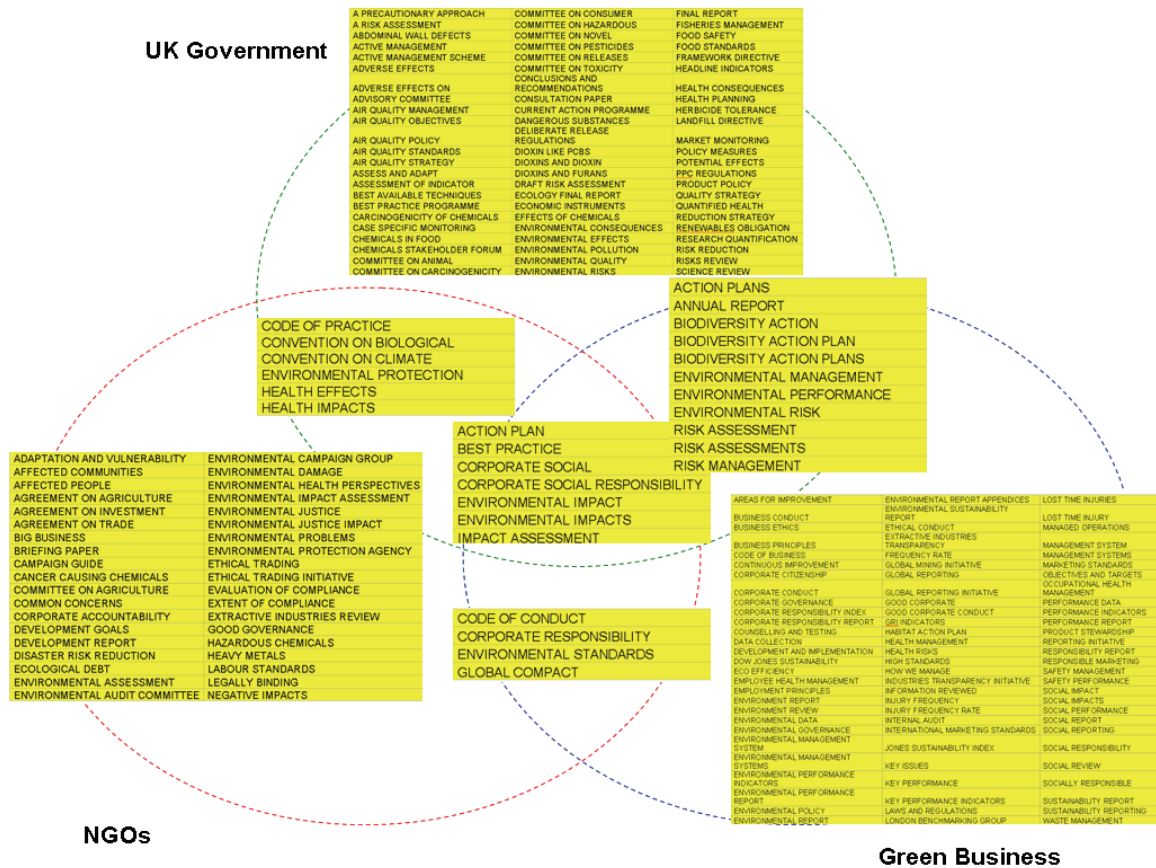 UK Government
A PRECAUTIONARY APPROACH
A RISK ASSESSMENT
ABDOMINAL WALL DEFECTS
ACTIVE MANAGEMENT
ACTIVE MANAGEMENT SCHEME
ADVERSE EFFECTS
ADVERSE EFFECTS ON
ADVISORY COMMITTEE
AIR QUALITY MANAGEMENT
AIR QUALITY OBJECTIVES
AIR QUALITY POLICY
AIR QUALITY STANDARDS
AIR QUALITY STRATEGY
ASSESS AND ADAPT
ASSESSMENT OF INDICATOR
BEST AVAILABLE TECHNIQUES
BEST PRACTICE PROGRAMME
CARCINOGENICITY OF CHEMICALS
CASE SPECIFIC MONITORING
CHEMICALS IN FOOD
CHEMICALS STAKEHOLDER FORUM
COMMITTEE ON ANIMAL
COMMITTEE ON CARCINOGENICITY
COMMITTEE ON CONSUMER
COMMITTEE ON HAZARDOUS
COMMITTEE ON NOVEL
COMMITTEE ON PESTICIDES
COMMITTEE ON RELEASES
COMMITTEE ON TOXICITY
CONCLUSIONS AND
RECOMMENDATIONS
CONSULTATION PAPER
CURRENT ACTION PROGRAMME
DANGEROUS SUBSTANCES
DELIBERATE RELEASE
REGULATIONS
DIOXIN LIKE PCBS
DIOXINS AND DIOXIN
DIOXINS AND FURANS
DRAFT RISK ASSESSMENT
ECOLOGY FINAL REPORT
ECONOMIC INSTRUMENTS
EFFECTS OF CHEMICALS
ENVIRONMENTAL CONSEQUENCES
ENVIRONMENTAL EFFECTS
ENVIRONMENTAL POLLUTION
ENVIRONMENTAL QUALITY
ENVIRONMENTAL RISKS
FINAL REPORT
FISHERIES MANAGEMENT
FOOD SAFETY
FOOD STANDARDS
FRAMEWORK DIRECTIVE
HEADLINE INDICATORS
HEALTH CONSEQUENCES
HEALTH PLANNING
HERBICIDE TOLERANCE
LANDFILL DIRECTIVE
MARKET MONITORING
POLICY MEASURES
POTENTIAL EFFECTS
PPC REGULATIONS
PRODUCT POLICY
QUALITY STRATEGY
QUANTIFIED HEALTH
REDUCTION STRATEGY
RENEWABLES OBLIGATION
RESEARCH QUANTIFICATION
RISK REDUCTION
RISKS REVIEW
SCIENCE REVIEW
CODE OF PRACTICE
CONVENTION ON BIOLOGICAL
CONVENTION ON CLIMATE
ENVIRONMENTAL PROTECTION
HEALTH EFFECTS
HEALTH IMPACTS
ACTION PLANS
ANNUAL REPORT
BIODIVERSITY ACTION
BIODIVERSITY ACTION PLAN
BIODIVERSITY ACTION PLANS
ENVIRONMENTAL MANAGEMENT
ENVIRONMENTAL PERFORMANCE
ENVIRONMENTAL RISK
RISK ASSESSMENT
RISK ASSESSMENTS
RISK MANAGEMENT
ACTION PLAN
BEST PRACTICE
CORPORATE SOCIAL
CORPORATE SOCIAL RESPONSIBILITY
ENVIRONMENTAL IMPACT
ENVIRONMENTAL IMPACTS
IMPACT ASSESSMENT
ADAPTATION AND VULNERABILITY
AFFECTED COMMUNITIES
AFFECTED PEOPLE
AGREEMENT ON AGRICULTURE
AGREEMENT ON INVESTMENT
AGREEMENT ON TRADE
BIG BUSINESS
BRIEFING PAPER
CAMPAIGN GUIDE
CANCER CAUSING CHEMICALS
COMMITTEE ON AGRICULTURE
COMMON CONCERNS
CORPORATE ACCOUNTABILITY
DEVELOPMENT GOALS
DEVELOPMENT REPORT
DISASTER RISK REDUCTION
ECOLOGICAL DEBT
ENVIRONMENTAL ASSESSMENT
ENVIRONMENTAL AUDIT COMMITTEE
ENVIRONMENTAL CAMPAIGN GROUP
ENVIRONMENTAL DAMAGE
ENVIRONMENTAL HEALTH PERSPECTIVES
ENVIRONMENTAL IMPACT ASSESSMENT
ENVIRONMENTAL JUSTICE
ENVIRONMENTAL JUSTICE IMPACT
ENVIRONMENTAL PROBLEMS
ENVIRONMENTAL PROTECTION AGENCY
ETHICAL TRADING
ETHICAL TRADING INITIATIVE
EVALUATION OF COMPLIANCE
EXTENT OF COMPLIANCE
EXTRACTIVE INDUSTRIES REVIEW
GOOD GOVERNANCE
HAZARDOUS CHEMICALS
HEAVY METALS
LABOUR STANDARDS
LEGALLY BINDING
NEGATIVE IMPACTS
CODE OF CONDUCT
CORPORATE RESPONSIBILITY
ENVIRONMENTAL STANDARDS
GLOBAL COMPACT
AREAS FOR IMPROVEMENT
BUSINESS CONDUCT
BUSINESS ETHICS
BUSINESS PRINCIPLES
CODE OF BUSINESS
CONTINUOUS IMPROVEMENT
CORPORATE CITIZENSHIP
CORPORATE CONDUCT
CORPORATE GOVERNANCE
CORPORATE RESPONSIBILITY INDEX
CORPORATE RESPONSIBILITY REPORT
COUNSELLING AND TESTING
DATA COLLECTION
DEVELOPMENT AND IMPLEMENTATION
DOW JONES SUSTAINABILITY
ECO EFFICIENCY
EMPLOYEE HEALTH MANAGEMENT
EMPLOYMENT PRINCIPLES
ENVIRONMENT REPORT
ENVIRONMENT REVIEW
ENVIRONMENTAL DATA
ENVIRONMENTAL GOVERNANCE
ENVIRONMENTAL MANAGEMENT
SYSTEM
ENVIRONMENTAL MANAGEMENT
SYSTEMS
ENVIRONMENTAL PERFORMANCE
INDICATORS
ENVIRONMENTAL PERFORMANCE
REPORT
ENVIRONMENTAL POLICY
ENVIRONMENTAL REPORT
ENVIRONMENTAL REPORT APPENDICES
ENVIRONMENTAL SUSTAINABILITY
REPORT
ETHICAL CONDUCT
EXTRACTIVE INDUSTRIES
TRANSPARENCY
FREQUENCY RATE
GLOBAL MINING INITIATIVE
GLOBAL REPORTING
GLOBAL REPORTING INITIATIVE
GOOD CORPORATE
GOOD CORPORATE CONDUCT
GRI INDICATORS
HABITAT ACTION PLAN
HEALTH MANAGEMENT
HEALTH RISKS
HIGH STANDARDS
HOW WE MANAGE
INDUSTRIES TRANSPARENCY INITIATIVE
INFORMATION REVIEWED
INJURY FREQUENCY
INJURY FREQUENCY RATE
INTERNAL AUDIT
INTERNATIONAL MARKETING STANDARDS
JONES SUSTAINABILITY INDEX
KEY ISSUES
KEY PERFORMANCE
KEY PERFORMANCE INDICATORS
LAWS AND REGULATIONS
LONDON BENCHMARKING GROUP
LOST TIME INJURIES
LOST TIME INJURY
MANAGED OPERATIONS
MANAGEMENT SYSTEM
MANAGEMENT SYSTEMS
MARKETING STANDARDS
OBJECTIVES AND TARGETS
OCCUPATIONAL HEALTH
MANAGEMENT
PERFORMANCE DATA
PERFORMANCE INDICATORS
PERFORMANCE REPORT
PRODUCT STEWARDSHIP
REPORTING INITIATIVE
RESPONSIBILITY REPORT
RESPONSIBLE MARKETING
SAFETY MANAGEMENT
SAFETY PERFORMANCE
SOCIAL IMPACT
SOCIAL IMPACTS
SOCIAL PERFORMANCE
SOCIAL REPORT
SOCIAL REPORTING
SOCIAL RESPONSIBILITY
SOCIAL REVIEW
SOCIALLY RESPONSIBLE
SUSTAINABILITY REPORT
SUSTAINABILITY REPORTING
WASTE MANAGEMENT
NGOs
Green Business